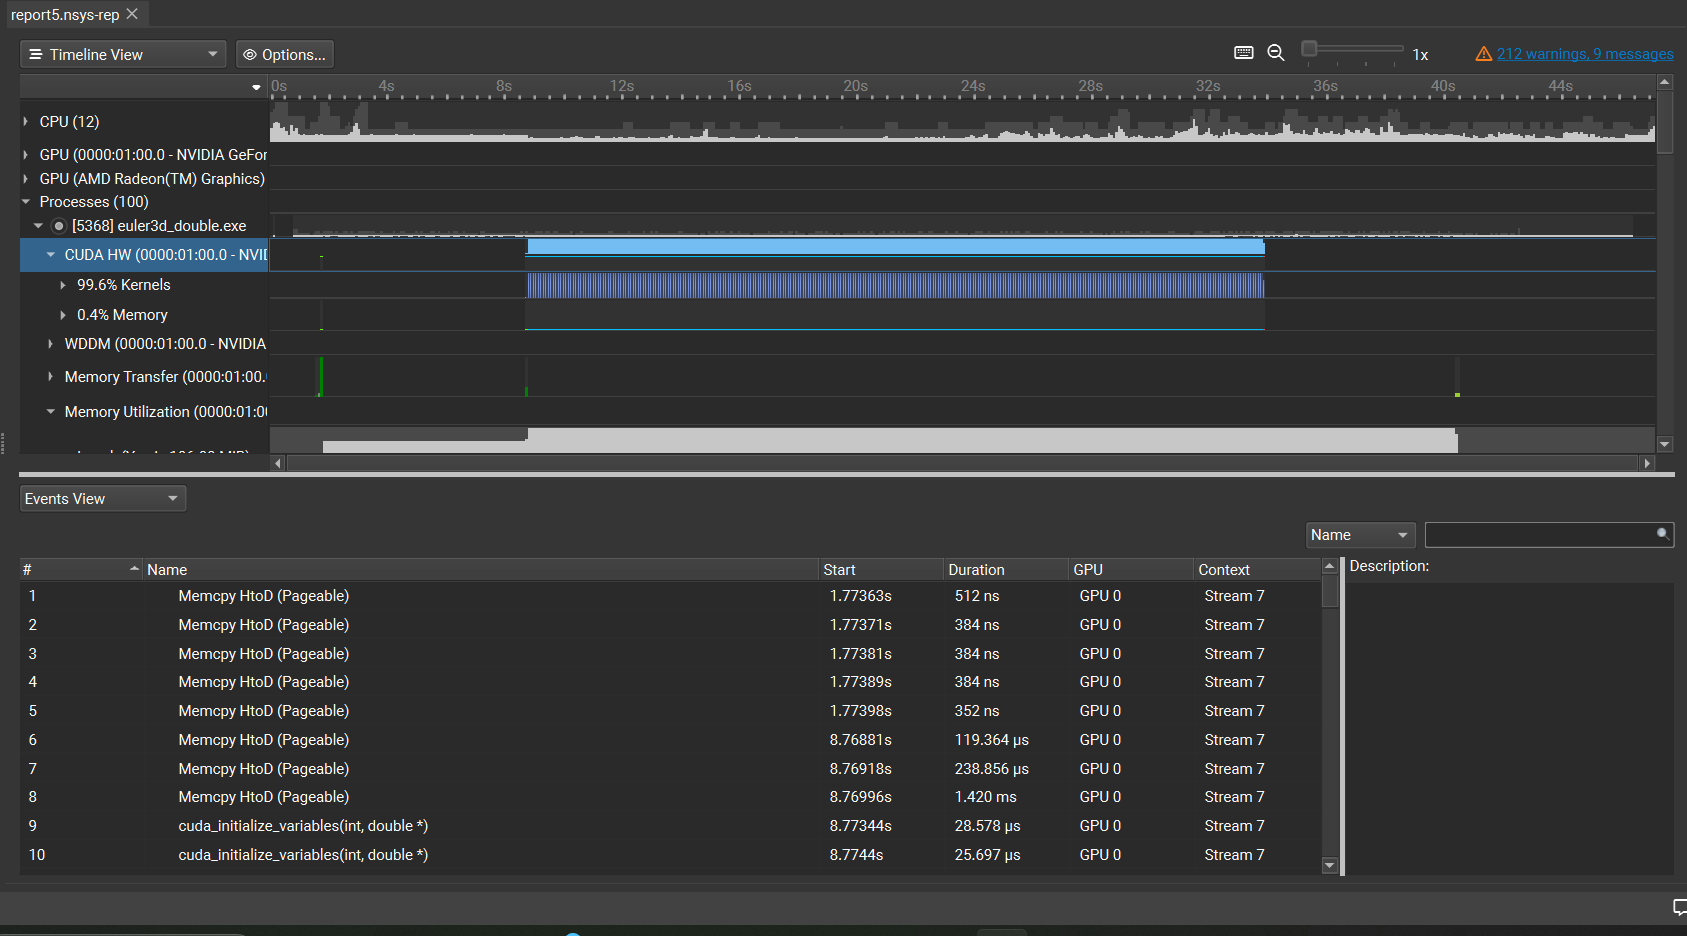 report5.nsys-rep
Timeline View
Options...
1x
212 warnings, 9 messages
0s 4s 8s 12s 16s 20s 24s 28s 32s 36s 40s 44s
CPU (12)
GPU (0000:01:00.0 - NVIDIA GeFor
GPU (AMD Radeon(TM) Graphics)
Processes (100)
[5368] euler3d_double.exe
CUDA HW (0000:01:00.0 - NVID
99.6% Kernels
0.4% Memory
WDDM (0000:01:00.0 - NVIDIA
Memory Transfer (0000:01:00.
Memory Utilization (0000:01:00
Events View
Name
# Name Start Duration GPU Context
Description:
1 Memcpy HtoD (Pageable) 1.77363s 512 ns GPU 0 Stream 7
2 Memcpy HtoD (Pageable) 1.77371s 384 ns GPU 0 Stream 7
3 Memcpy HtoD (Pageable) 1.77381s 384 ns GPU 0 Stream 7
4 Memcpy HtoD (Pageable) 1.77389s 384 ns GPU 0 Stream 7
5 Memcpy HtoD (Pageable) 1.77398s 352 ns GPU 0 Stream 7
6 Memcpy HtoD (Pageable) 8.76881s 119.364 μs GPU 0 Stream 7
7 Memcpy HtoD (Pageable) 8.76918s 238.856 μs GPU 0 Stream 7
8 Memcpy HtoD (Pageable) 8.76996s 1.420 ms GPU 0 Stream 7
9 cuda_initialize_variables(int, double *) 8.77344s 28.578 μs GPU 0 Stream 7
10 cuda_initialize_variables(int, double *) 8.7744s 25.697 μs GPU 0 Stream 7